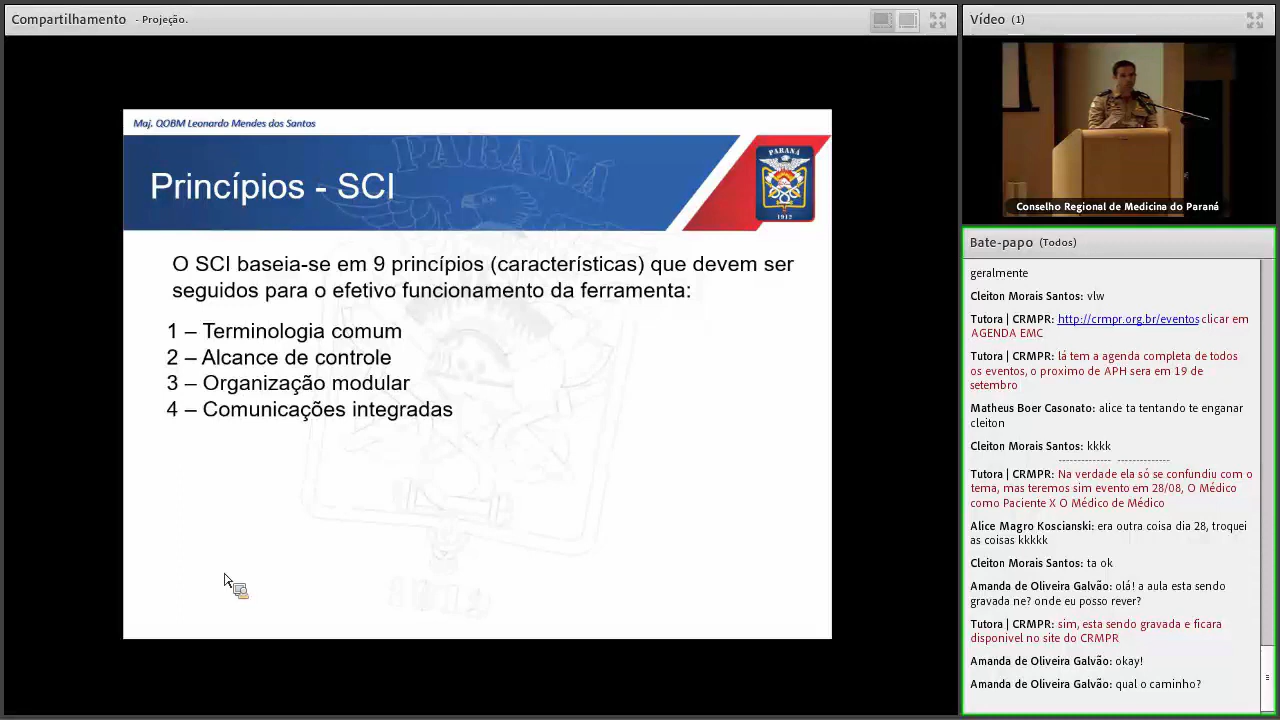 Compartilhamento - Projeção.
Maj. QOBM Leonardo Mendes dos Santos
Princípios - SCI
PARANÁ
PARANÁ
1912
O SCI baseia-se em 9 princípios (características) que devem ser
seguidos para o efetivo funcionamento da ferramenta:
1 – Terminologia comum
2 – Alcance de controle
3 – Organização modular
4 – Comunicações integradas
Vídeo (1)
Conselho Regional de Medicina do Paraná
Bate-papo (Todos)
geralmente
Cleiton Morais Santos: vlw
Tutora | CRMPR: http://crmpr.org.br/eventos clicar em
AGENDA EMC
Tutora | CRMPR: lá tem a agenda completa de todos
os eventos, o proximo de APH sera em 19 de
setembro
Matheus Boer Casonato: alice ta tentando te enganar
cleiton
Cleiton Morais Santos: kkkk
-------------- --------------
Tutora | CRMPR: Na verdade ela só se confundiu com o
tema, mas teremos sim evento em 28/08, O Médico
como Paciente X O Médico de Médico
Alice Magro Koscianski: era outra coisa dia 28, troquei
as coisas kkkkk
Cleiton Morais Santos: ta ok
Amanda de Oliveira Galvão: olá! a aula esta sendo
gravada ne? onde eu posso rever?
Tutora | CRMPR: sim, esta sendo gravada e ficara
disponivel no site do CRMPR
Amanda de Oliveira Galvão: okay!
Amanda de Oliveira Galvão: qual o caminho?